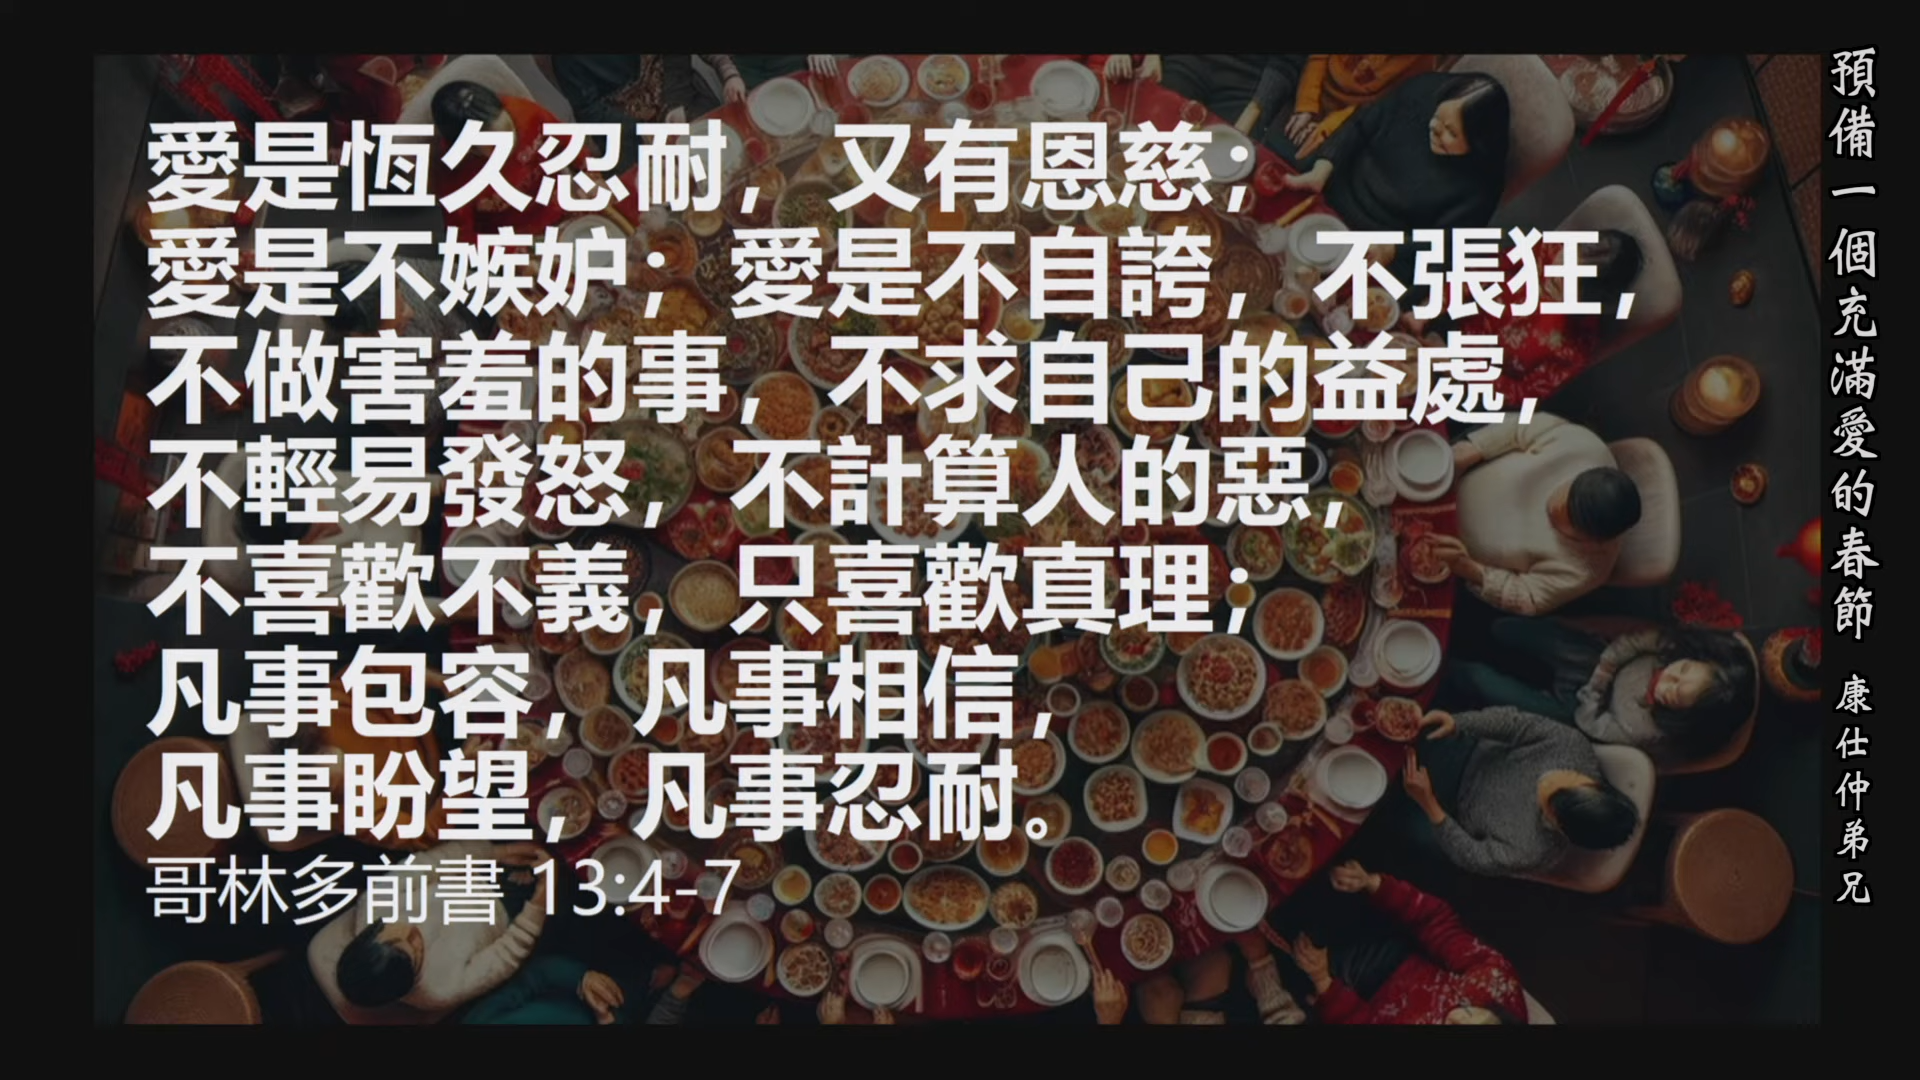 愛是恆久忍耐，又有恩慈；
愛是不嫉妒；愛是不自誇，不張狂，
不做害羞的事，不求自己的益處，
不輕易發怒，不計算人的惡，
不喜歡不義，只喜歡真理；
凡事包容，凡事相信，
凡事盼望，凡事忍耐。
哥林多前書 13:4-7
預備一個充滿愛的春節 康仕仲弟兄